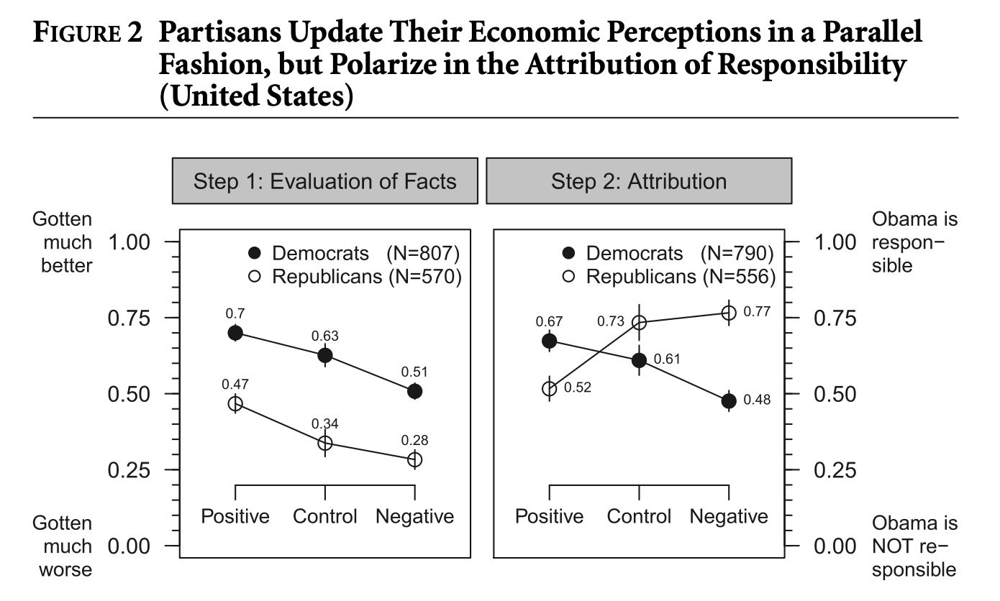 FIGURE 2 Partisans Update Their Economic Perceptions in a Parallel
Fashion, but Polarize in the Attribution of Responsibility
(United States)
Step 1: Evaluation of Facts
Step 2: Attribution
Gotten
much
better
1.00
0.75
0.50
0.25
0.00
Gotten
much
worse
Democrats (N=807)
Republicans (N=570)
0.7
0.63
0.51
0.47
0.34
0.28
Positive Control Negative
Democrats (N=790)
Republicans (N=556)
0.67
0.73
0.77
0.61
0.52
0.48
Positive Control Negative
Obama is
respon−
sible
1.00
0.75
0.50
0.25
0.00
Obama is
NOT re−
sponsible